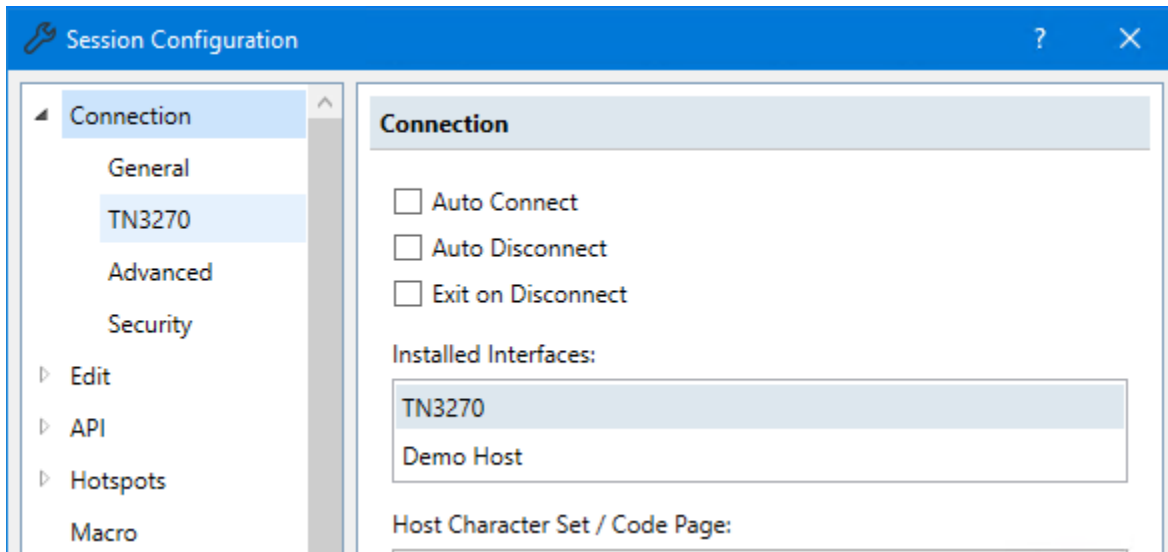 Session Configuration
?
Connection
General
TN3270
Advanced
Security
Edit
API
Hotspots
Macro
Connection
Auto Connect
Auto Disconnect
Exit on Disconnect
Installed Interfaces:
TN3270
Demo Host
Host Character Set / Code Page: